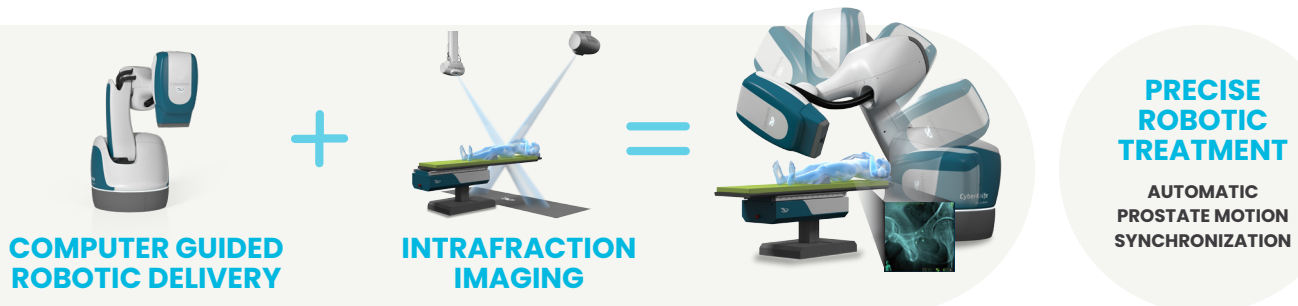 COMPUTER GUIDED
ROBOTIC DELIVERY
INTRAFRACTION
IMAGING
PRECISE
ROBOTIC
TREATMENT
AUTOMATIC
PROSTATE MOTION
SYNCHRONIZATION